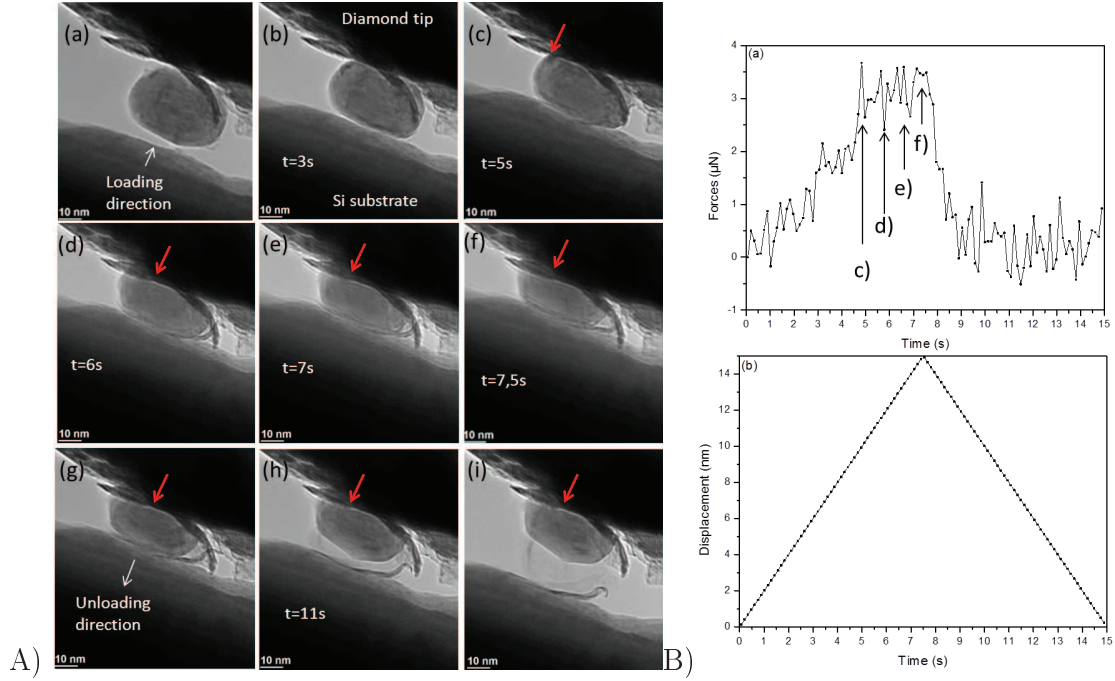 (a)
(b)
Diamond tip
(c)
Loading
direction
t=3s
Si substrate
t=5s
10 nm
10 nm
10 nm
(d)
(e)
(f)
t=6s
t=7s
t=7,5s
10 nm
10 nm
10 nm
(g)
(h)
(i)
Unloading
direction
t=11s
10 nm
10 nm
10 nm
A)
(a)
4
3
2
1
0
-1
Forces (µN)
c)
d)
e)
f)
0 1 2 3 4 5 6 7 8 9 10 11 12 13 14 15
Time (s)
(b)
14
12
10
8
6
4
2
0
Displacement (nm)
0 1 2 3 4 5 6 7 8 9 10 11 12 13 14 15
Time (s)
B)